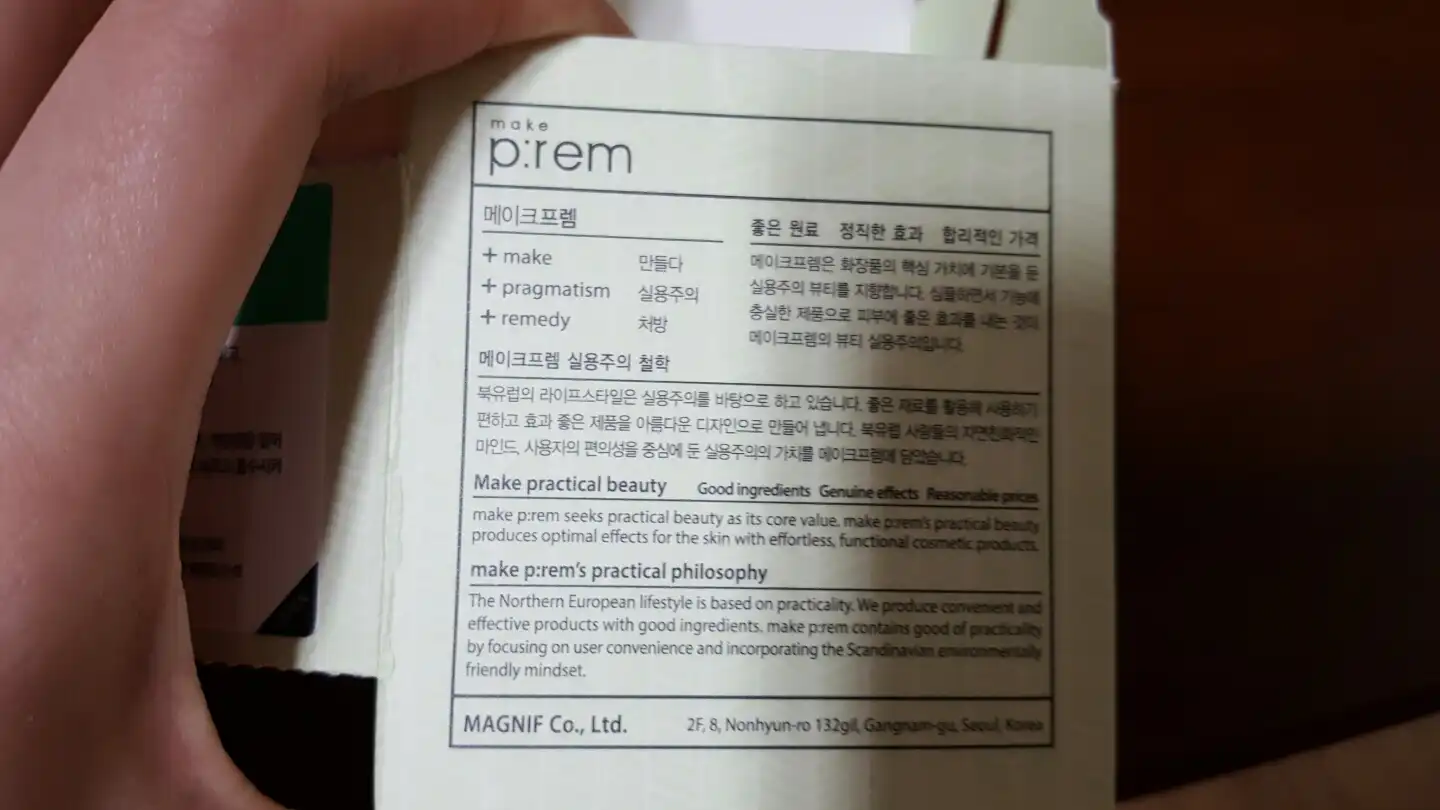 make
p:rem
메이크프렘
+ make 만들다
+ pragmatism 실용주의
+ remedy 처방
좋은 원료 정직한 효과 합리적인 가격
메이크프렘은 화장품의 핵심 가치에 기본을 둔
실용주의 뷰티를 지향합니다. 심플하면서 기능에
충실한 제품으로 피부에 좋은 효과를 내는 것이
메이크프렘의 뷰티 실용주의입니다.
메이크프렘 실용주의 철학
북유럽의 라이프스타일은 실용주의를 바탕으로 하고 있습니다. 좋은 재료를 활용해 사용하기
편하고 효과 좋은 제품을 아름다운 디자인으로 만들어 냅니다. 북유럽 사람들의 자연친화적인
마인드, 사용자의 편의성을 중심에 둔 실용주의의 가치를 메이크프렘에 담았습니다.
Make practical beauty Good ingredients Genuine effects Reasonable prices
make p:rem seeks practical beauty as its core value. make p:rem's practical beauty
produces optimal effects for the skin with effortless, functional cosmetic products.
make p:rem's practical philosophy
The Northern European lifestyle is based on practicality. We produce convenient and
effective products with good ingredients. make p:rem contains good of practicality
by focusing on user convenience and incorporating the Scandinavian environmentally
friendly mindset.
MAGNIF Co., Ltd. 2F, 8, Nonhyun-ro 132gil, Gangnam-gu, Seoul, Korea